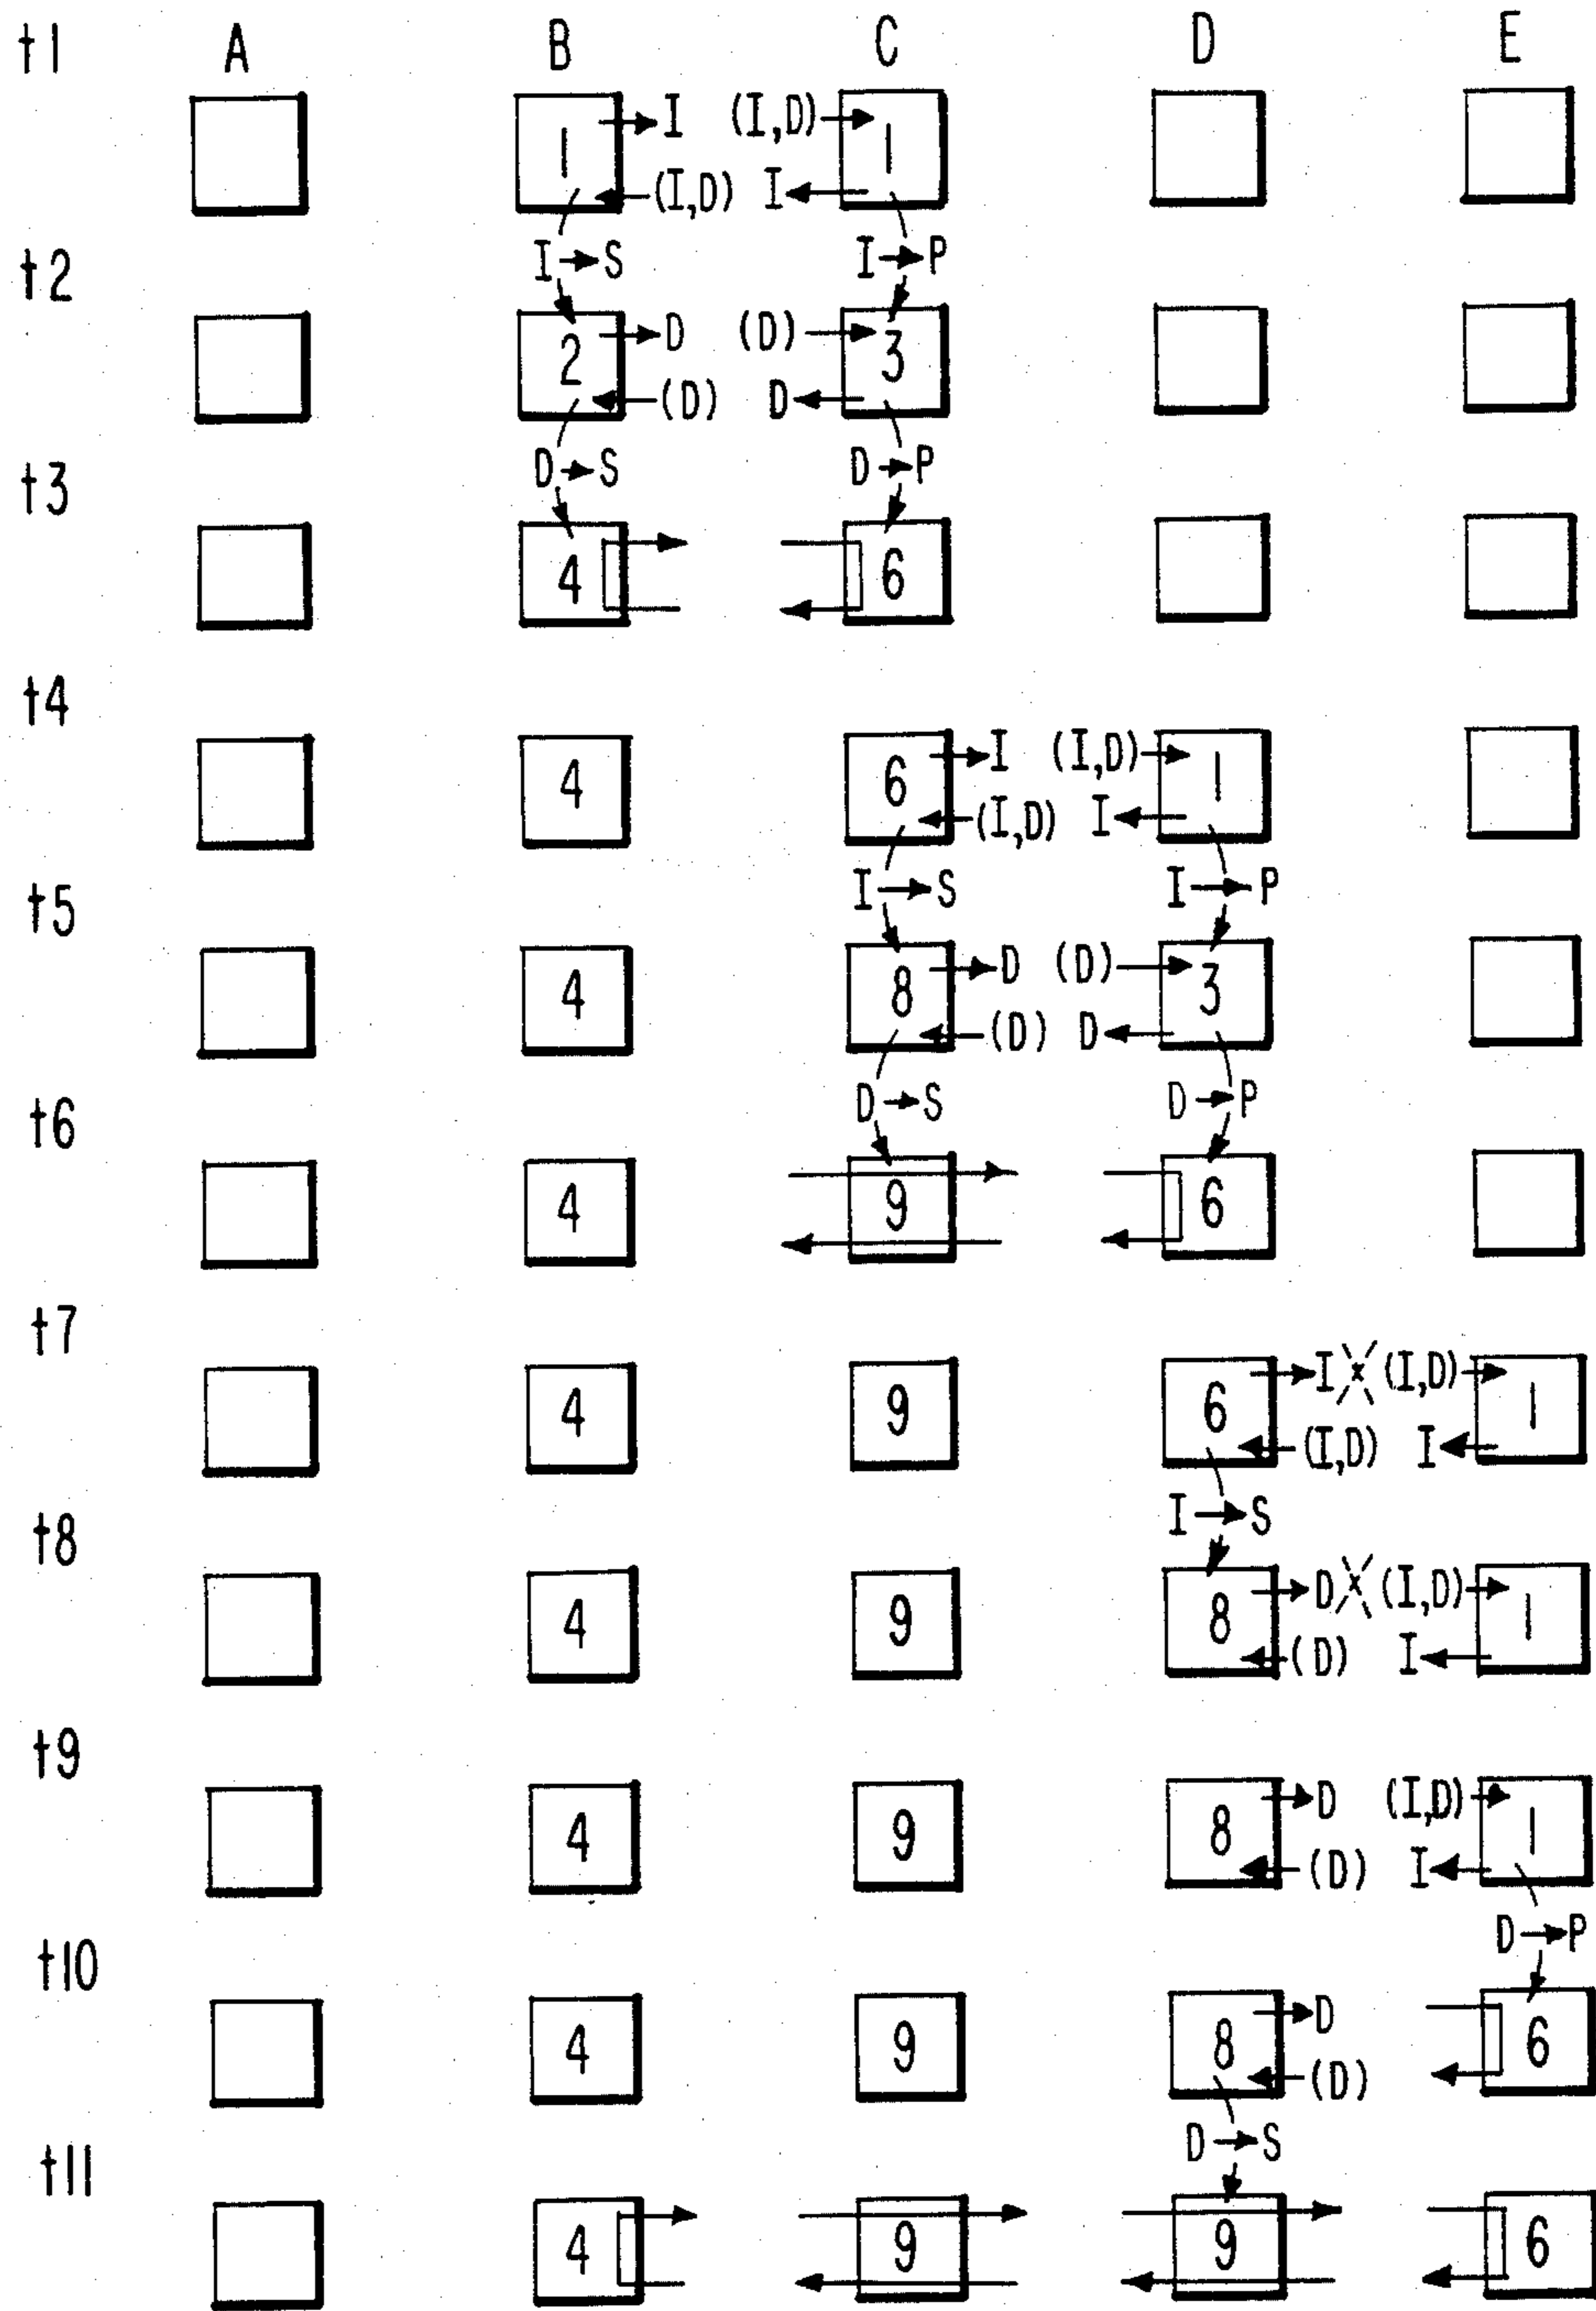 t1 A B C D E
1 I (I,D) 1
(I,D) I
I→S I→P
t2
2 D (D) 3
(D) D
D→S D→P
t3
4 6
t4
4 6 I (I,D) 1
(I,D) I
I→S I→P
t5
4 8 D (D) 3
(D) D
D→S D→P
t6
4 9 6
t7
4 9 6 I (I,D) 1
(I,D) I
I→S
t8
4 9 8 D (I,D) 1
(D) I
t9
4 9 8 D (I,D) 1
(D) I
D→P
t10
4 9 8 D 6
(D)
D→S
t11
4 9 9 6